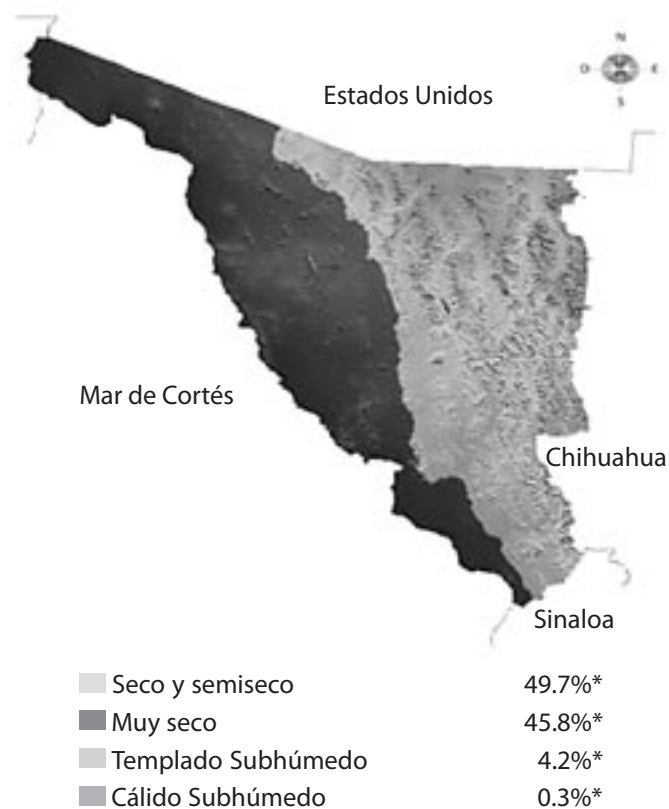 N
O E
S
Estados Unidos
Mar de Cortés
Chihuahua
Sinaloa
Seco y semiseco 49.7%*
Muy seco 45.8%*
Templado Subhúmedo 4.2%*
Cálido Subhúmedo 0.3%*